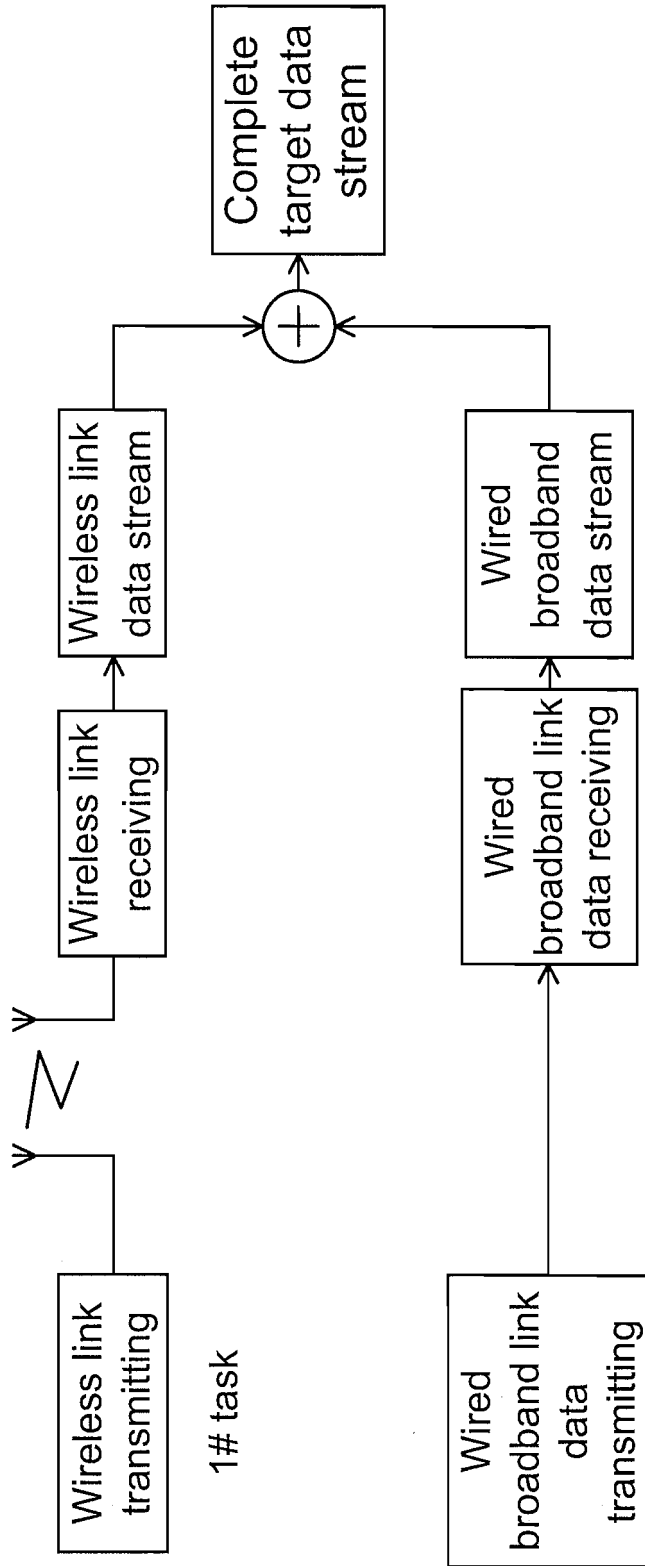 Wireless link
transmitting
1# task
Wireless link
receiving
Wireless link
data stream
Complete
target data
stream
Wired
broadband link
data
transmitting
Wired
broadband link
data receiving
Wired
broadband
data stream